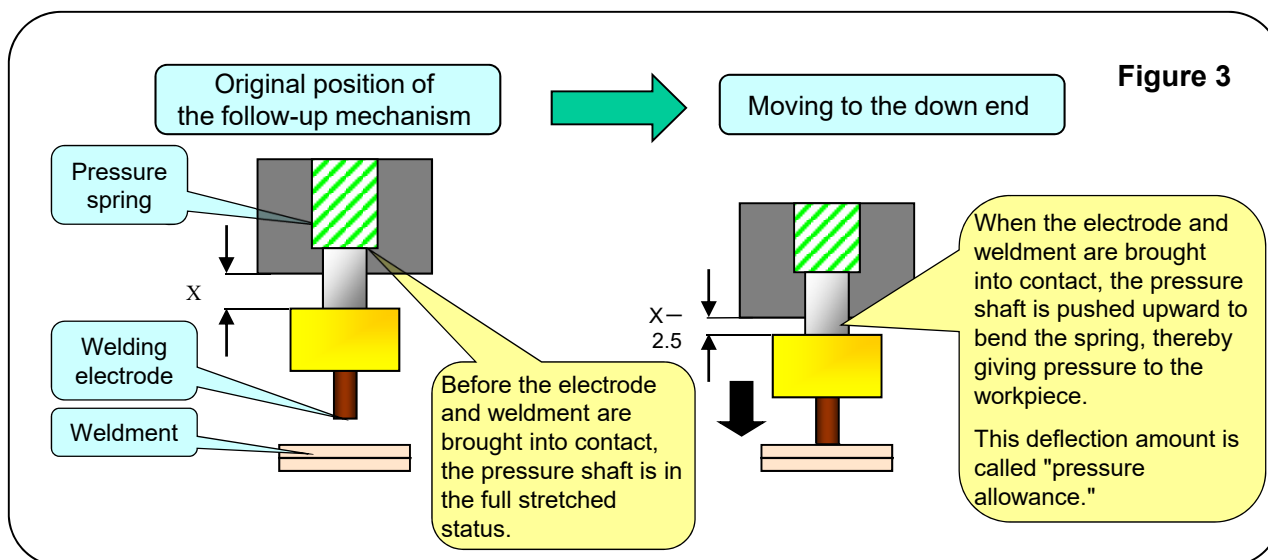 Figure 3
Original position of
the follow-up mechanism
Moving to the down end
Pressure
spring
X
Welding
electrode
Weldment
Before the electrode
and weldment are
brought into contact,
the pressure shaft is in
the full stretched
status.
X－
2.5
When the electrode and
weldment are brought
into contact, the pressure
shaft is pushed upward to
bend the spring, thereby
giving pressure to the
workpiece.
This deflection amount is
called "pressure
allowance."